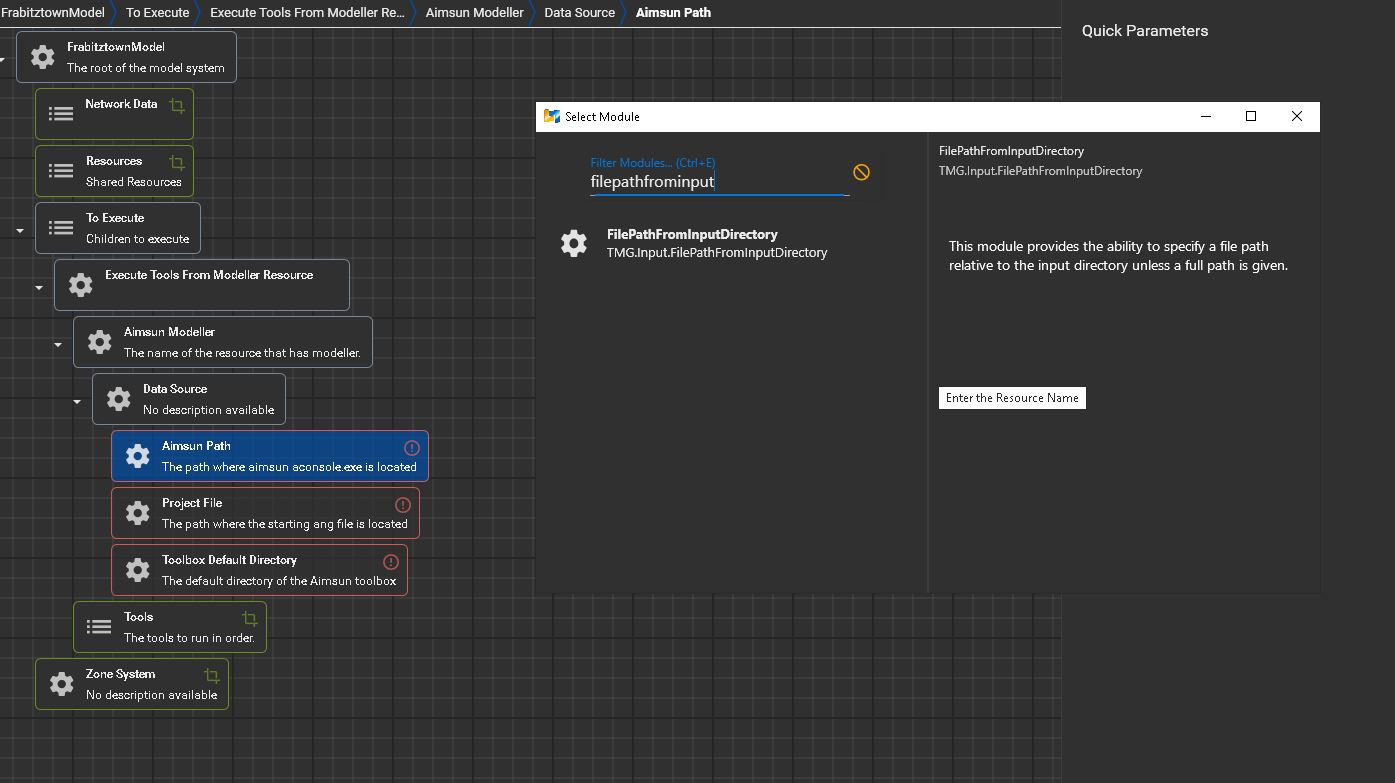 FrabitztownModel To Execute Execute Tools From Modeller Re... Aimsun Modeller Data Source Aimsun Path
Quick Parameters
FrabitztownModel
The root of the model system
Network Data
Resources
Shared Resources
To Execute
Children to execute
Execute Tools From Modeller Resource
Aimsun Modeller
The name of the resource that has modeller.
Data Source
No description available
Aimsun Path
The path where aimsun aconsole.exe is located
Project File
The path where the starting ang file is located
Toolbox Default Directory
The default directory of the Aimsun toolbox
Tools
The tools to run in order.
Zone System
No description available
Select Module
Filter Modules... (Ctrl+E)
filepathfrominput
FilePathFromInputDirectory
TMG.Input.FilePathFromInputDirectory
FilePathFromInputDirectory
TMG.Input.FilePathFromInputDirectory
This module provides the ability to specify a file path
relative to the input directory unless a full path is given.
Enter the Resource Name